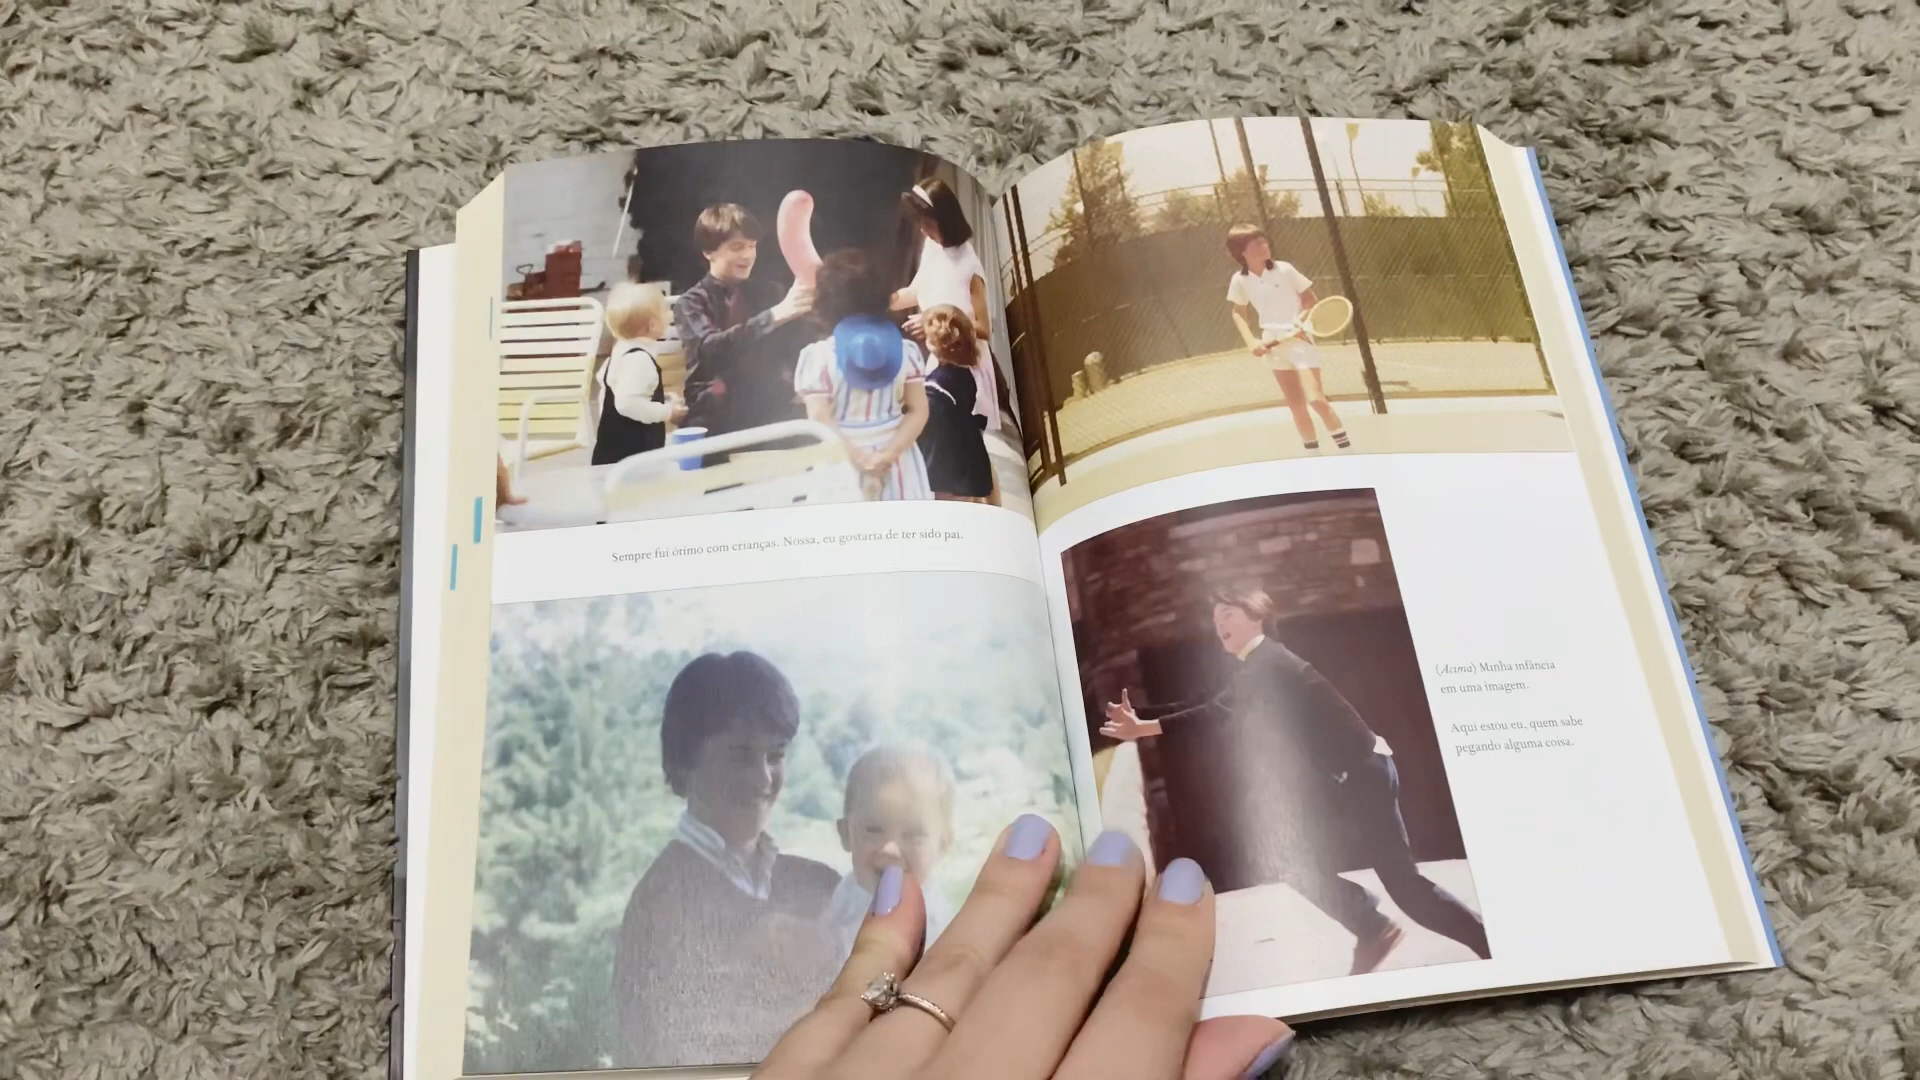 Sempre fui ótimo com crianças. Nossa, eu gostaria de ter sido pai.
(Acima) Minha infância
em uma imagem.
Aqui estou eu, quem sabe
pegando alguma coisa.